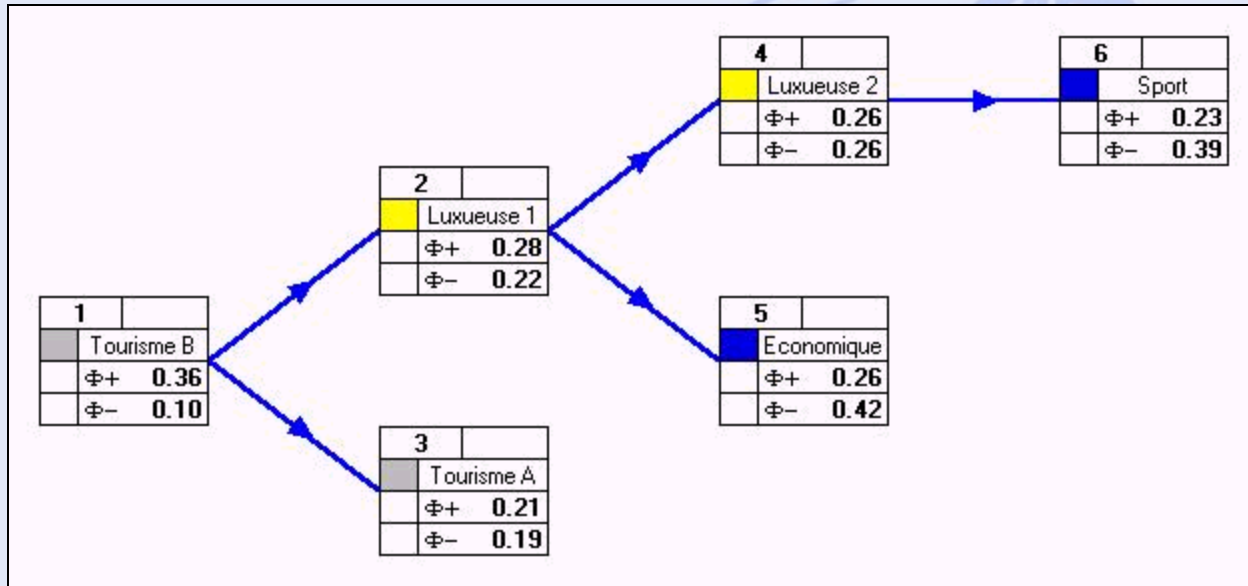 1
Tourisme B
Φ+ 0.36
Φ− 0.10
2
Luxueuse 1
Φ+ 0.28
Φ− 0.22
3
Tourisme A
Φ+ 0.21
Φ− 0.19
4
Luxueuse 2
Φ+ 0.26
Φ− 0.26
5
Economique
Φ+ 0.26
Φ− 0.42
6
Sport
Φ+ 0.23
Φ− 0.39